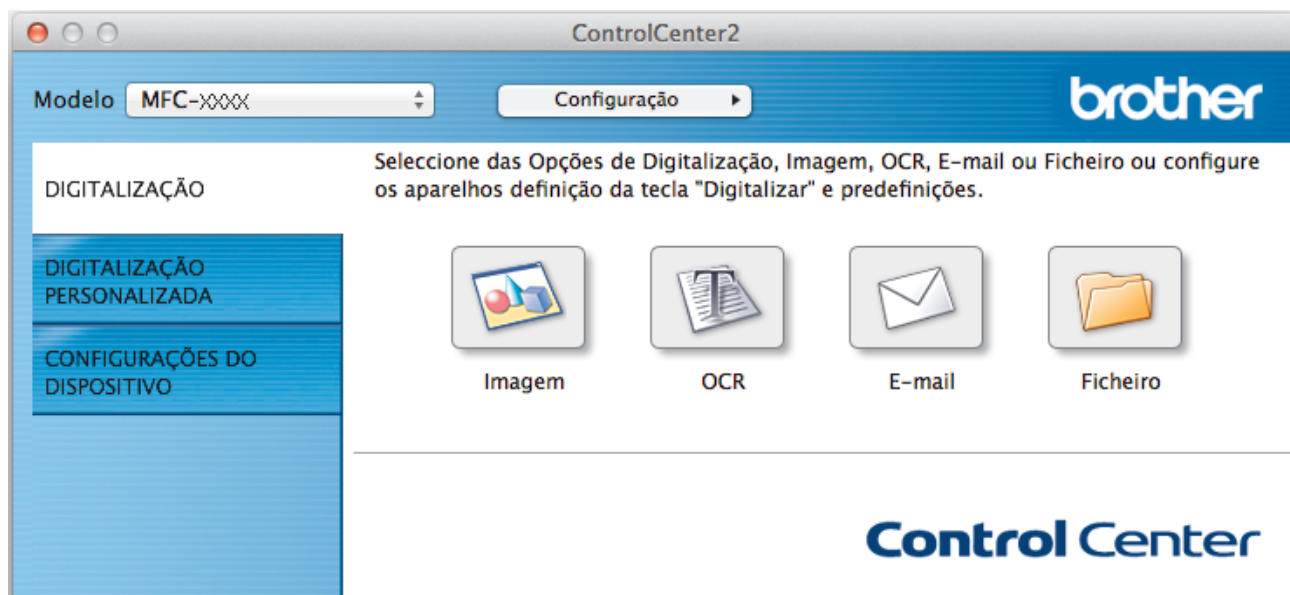 ControlCenter2
Modelo MFC-XXXX Configuração brother
DIGITALIZAÇÃO
Seleccione das Opções de Digitalização, Imagem, OCR, E-mail ou Ficheiro ou configure
os aparelhos definição da tecla "Digitalizar" e predefinições.
DIGITALIZAÇÃO
PERSONALIZADA
CONFIGURAÇÕES DO
DISPOSITIVO
Imagem OCR E-mail Ficheiro
Control Center